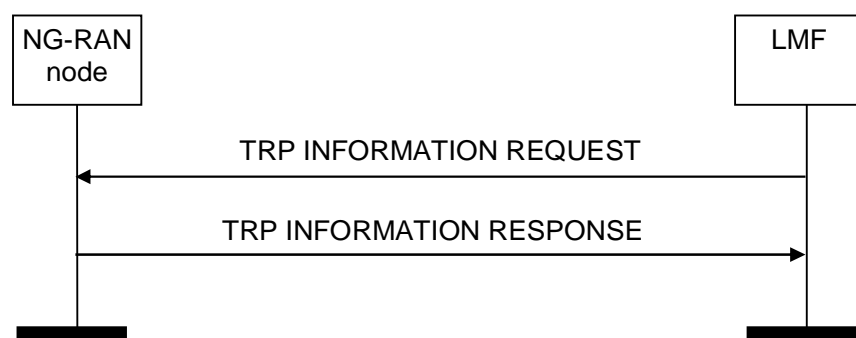 NG-RAN
node
LMF
TRP INFORMATION REQUEST
TRP INFORMATION RESPONSE